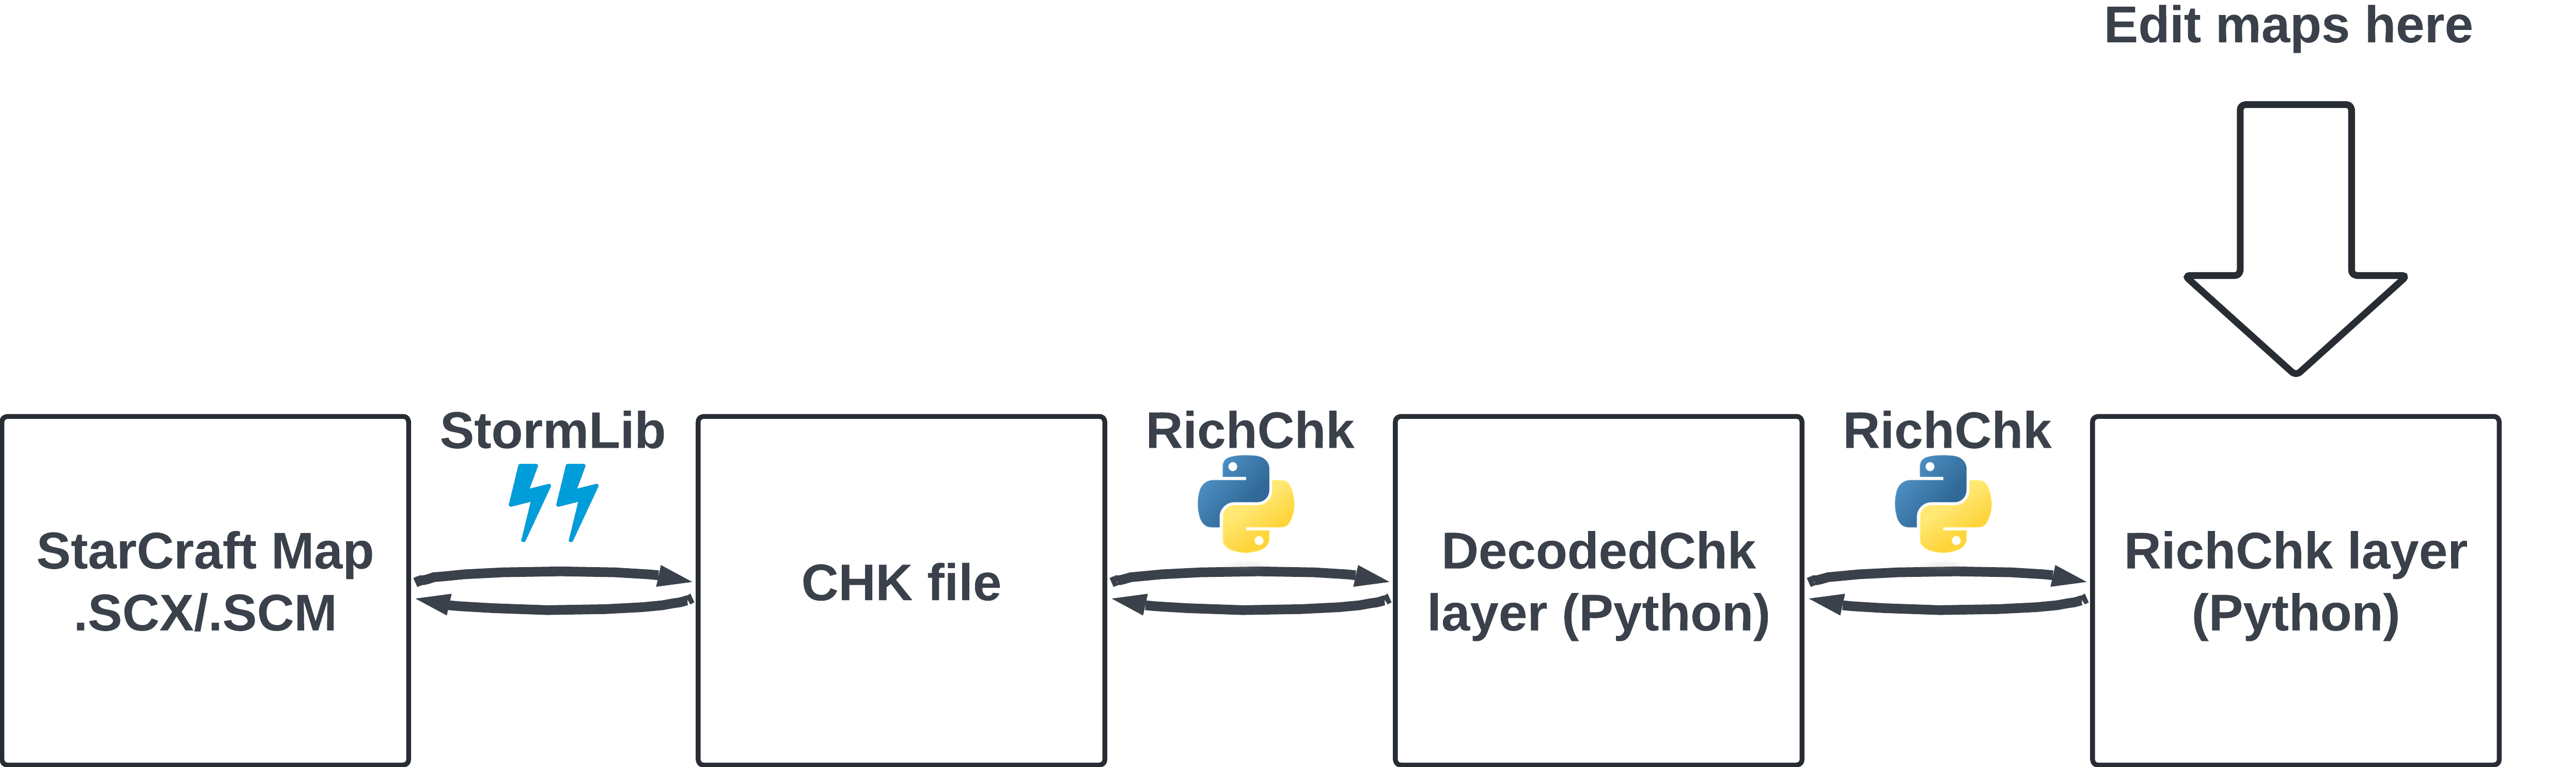 Edit maps here
StormLib
RichChk
RichChk
StarCraft Map
.SCX/.SCM
CHK file
DecodedChk
layer (Python)
RichChk layer
(Python)